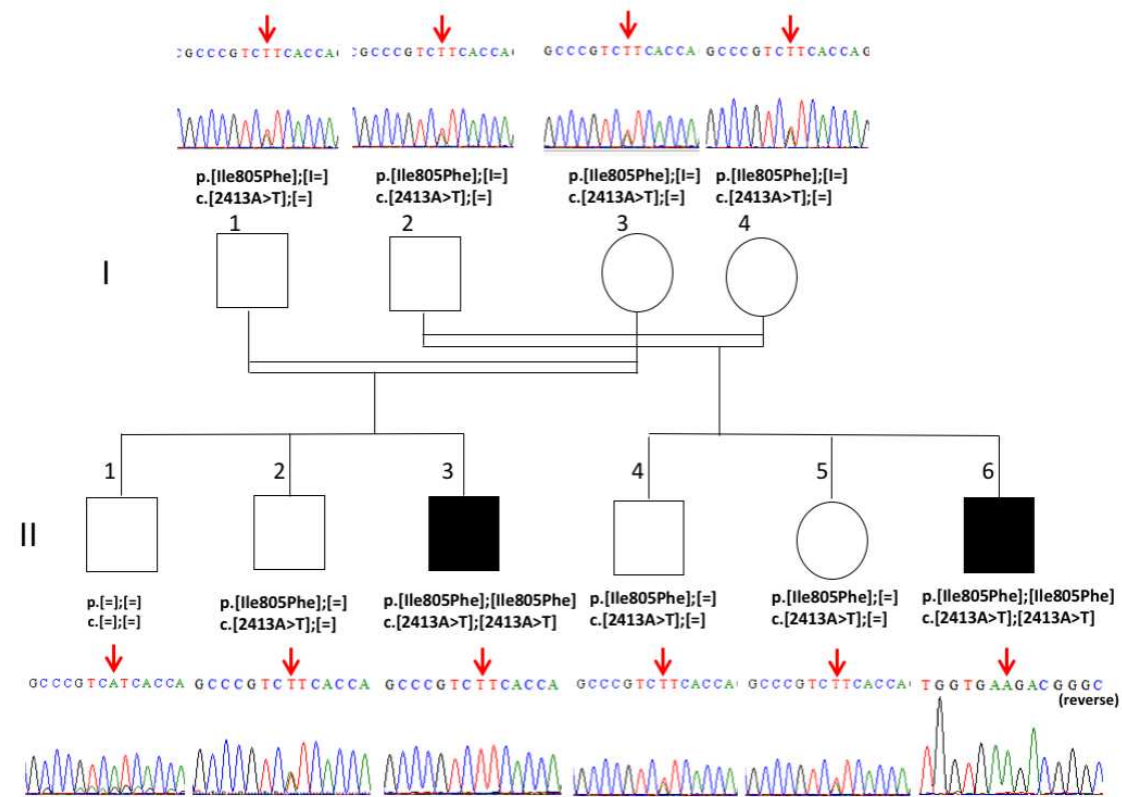 GCCCGTCTTCACCA GCCCGTCTTCACCA GCCCGTCTTCACCA GCCCGTCTTCACCAG
p.[Ile805Phe];[I=] p.[Ile805Phe];[I=] p.[Ile805Phe];[I=] p.[Ile805Phe];[I=]
c.[2413A>T];[=] c.[2413A>T];[=] c.[2413A>T];[=] c.[2413A>T];[=]
1 2 3 4
I
1 2 3 4 5 6
II
p.[=];[=] p.[Ile805Phe];[=] p.[Ile805Phe];[Ile805Phe] p.[Ile805Phe];[=] p.[Ile805Phe];[=] p.[Ile805Phe];[Ile805Phe]
c.[=];[=] c.[2413A>T];[=] c.[2413A>T];[2413A>T] c.[2413A>T];[=] c.[2413A>T];[=] c.[2413A>T];[2413A>T]
GCCCGTCATCACCA GCCCGTCTTCACCA GCCCGTCTTCACCA GCCCGTCTTCACCA GCCCGTCTTCACCA TGGTGAAGACGGGC
(reverse)